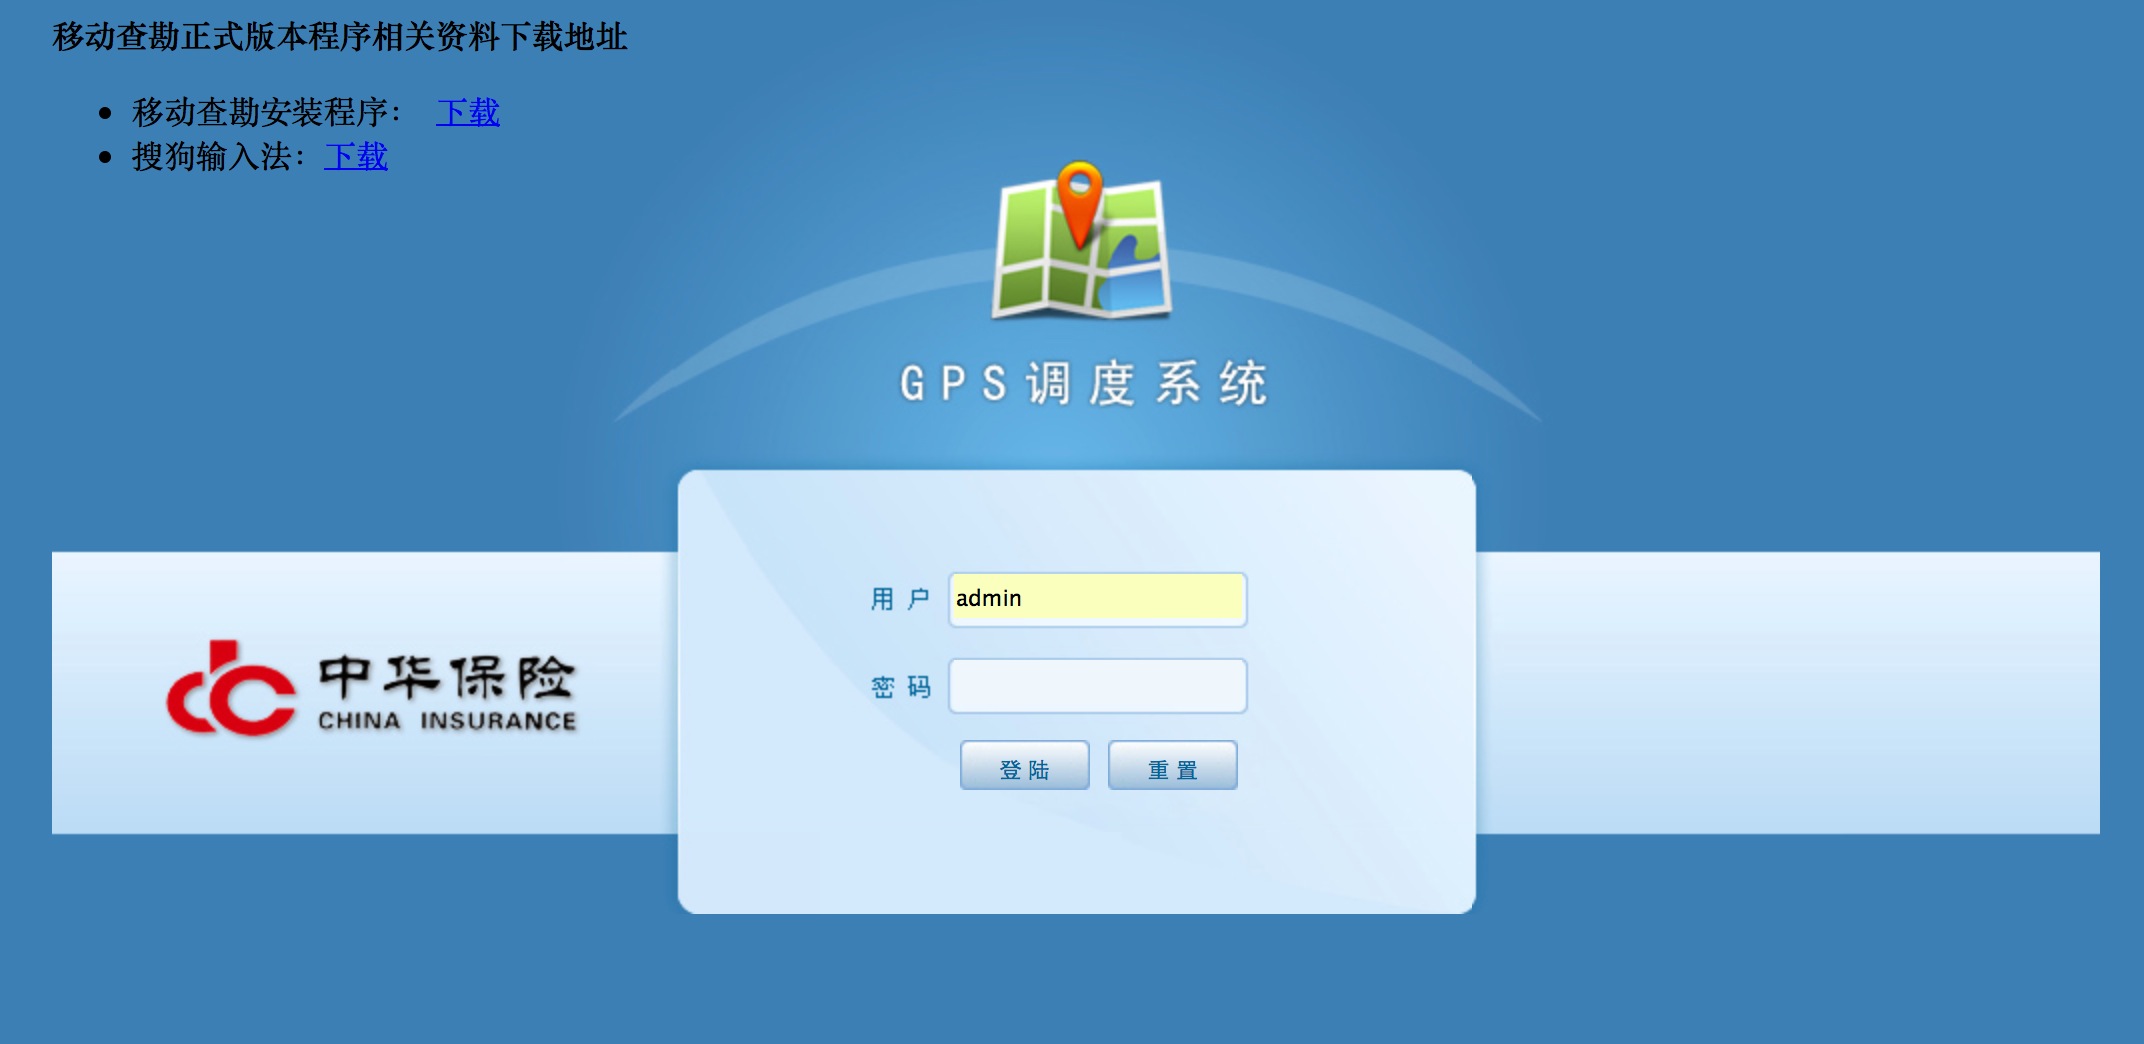 移动查勘正式版本程序相关资料下载地址
移动查勘安装程序： 下载
搜狗输入法：下载
GPS调度系统
用户 admin
密码
登陆 重置
中华保险
CHINA INSURANCE